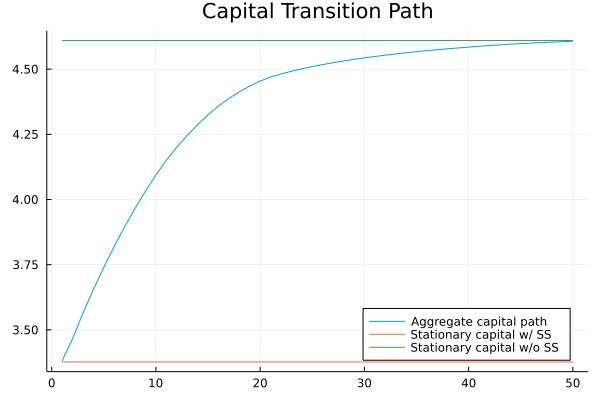 Capital Transition Path
4.50
4.25
4.00
3.75
3.50
Aggregate capital path
Stationary capital w/ SS
Stationary capital w/o SS
0 10 20 30 40 50